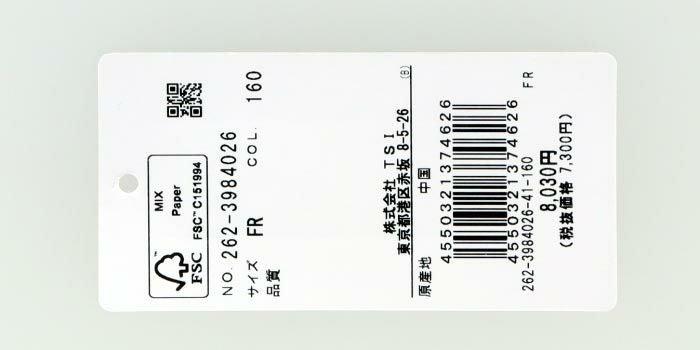 FSC™
MIX
Paper
FSC™ C151994
NO. 262-3984026
サイズ FR COL. 160
品質
株式会社 TSI
東京都港区赤坂 8-5-26 (B)
原産地 中国
4550321374626
4550321374626
262-3984026-41-160 FR
8,030円
(税抜価格 7,300円)